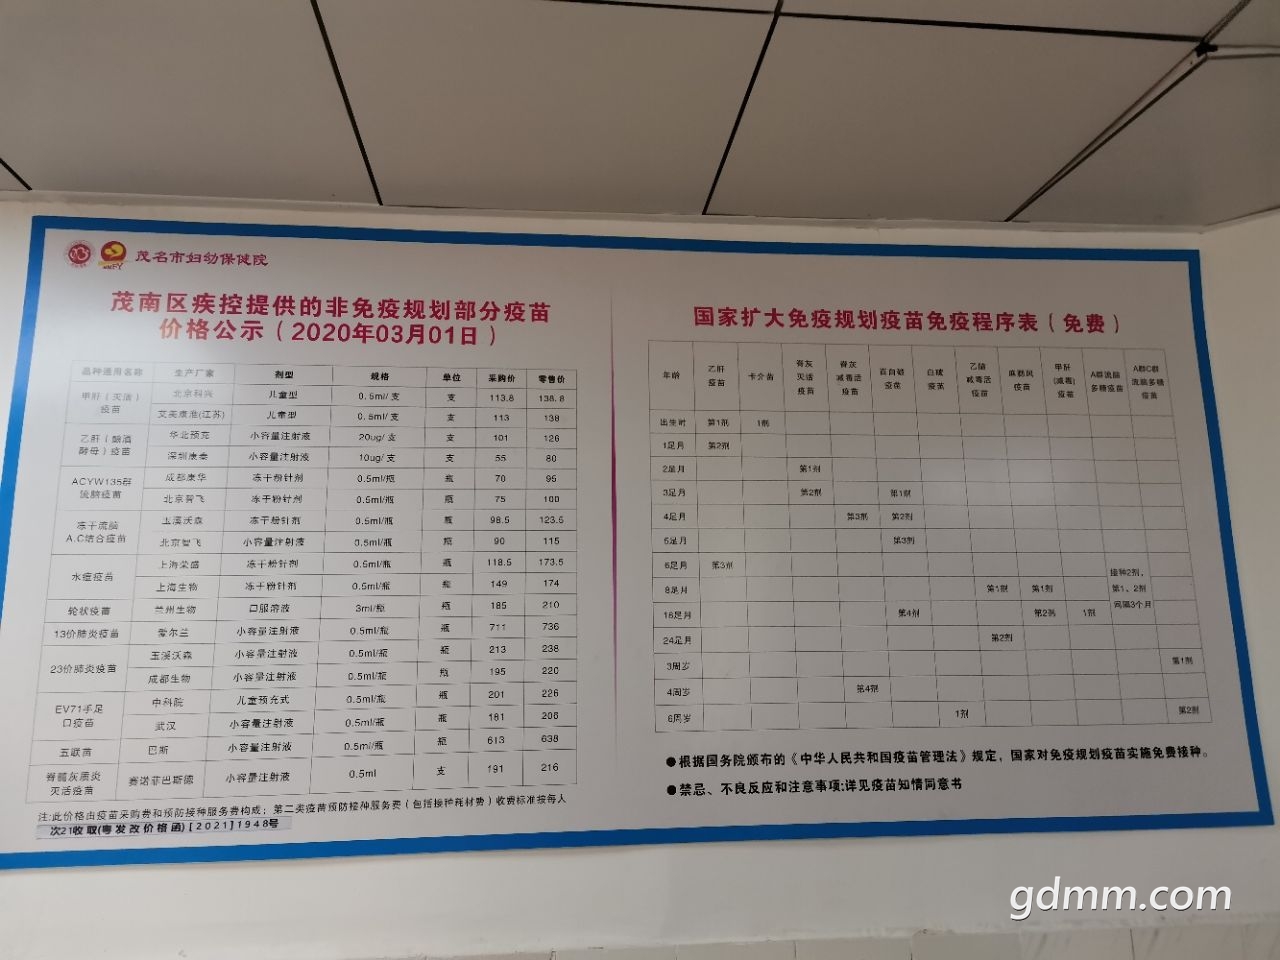 茂名市妇幼保健院
茂南区疾控提供的非免疫规划部分疫苗
价格公示（2020年03月01日）
品种通用名称 生产厂家 剂型 规格 单位 采购价 零售价
甲肝（灭活）疫苗 北京科兴 儿童型 0.5ml/支 支 113.8 138.8
艾美康淮(江苏) 儿童型 0.5ml/支 支 113 138
乙肝（酿酒酵母）疫苗 华北预充 小容量注射液 20ug/支 支 101 126
深圳康泰 小容量注射液 10ug/支 支 55 80
ACYW135群流脑疫苗 成都康华 冻干粉针剂 0.5ml/瓶 瓶 70 95
北京智飞 冻干粉针剂 0.5ml/瓶 瓶 75 100
冻干流脑A.C结合疫苗 玉溪沃森 冻干粉针剂 0.5ml/瓶 瓶 98.5 123.5
北京智飞 小容量注射液 0.5ml/瓶 瓶 90 115
水痘疫苗 上海荣盛 冻干粉针剂 0.5ml/瓶 瓶 118.5 173.5
上海生物 冻干粉针剂 0.5ml/瓶 瓶 149 174
轮状疫苗 兰州生物 口服溶液 3ml/瓶 瓶 185 210
13价肺炎疫苗 爱尔兰 小容量注射液 0.5ml/瓶 瓶 711 736
23价肺炎疫苗 玉溪沃森 小容量注射液 0.5ml/瓶 瓶 213 238
成都生物 小容量注射液 0.5ml/瓶 瓶 195 220
EV71手足口疫苗 中科院 儿童预充式 0.5ml/瓶 瓶 201 226
武汉 小容量注射液 0.5ml/瓶 瓶 181 206
五联苗 巴斯 小容量注射液 0.5ml/瓶 瓶 613 638
脊髓灰质炎灭活疫苗 赛诺菲巴斯德 小容量注射液 0.5ml 支 191 216
注:此价格由疫苗采购费和预防接种服务费构成；第二类疫苗预防接种服务费（包括接种耗材费）收费标准按每人
次21收取(粤发改价格函)[2021]1948号
国家扩大免疫规划疫苗免疫程序表（免费）
年龄 乙肝疫苗 卡介苗 脊灰灭活疫苗 脊灰减毒活疫苗 百白破疫苗 白破疫苗 乙脑减毒活疫苗 麻腮风疫苗 甲肝(减毒)疫苗 A群流脑多糖疫苗 A群C群流脑多糖疫苗
出生时 第1剂 1剂
1足月 第2剂
2足月 第1剂
3足月 第2剂 第1剂
4足月 第3剂 第2剂
5足月 第3剂
6足月 第3剂 接种2剂，第1、2剂间隔3个月
8足月 第1剂 第1剂
18足月 第4剂 第2剂 1剂
24足月 第2剂
3周岁 第1剂
4周岁 第4剂
6周岁 1剂 第2剂
●根据国务院颁布的《中华人民共和国疫苗管理法》规定，国家对免疫规划疫苗实施免费接种。
●禁忌、不良反应和注意事项:详见疫苗知情同意书
gdmm.com